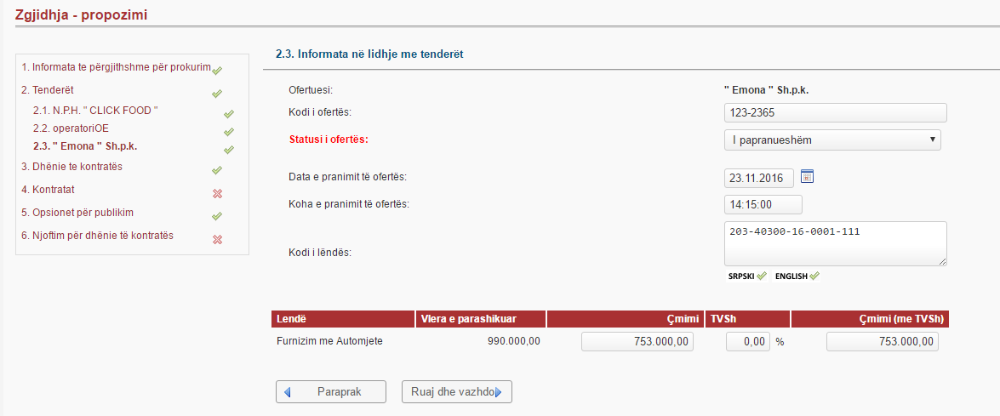 Zgjidhja - propozimi
1. Informata te përgjithshme për prokurim
2. Tenderët
2.1. N.P.H. " CLICK FOOD "
2.2. operatoriOE
2.3. " Emona " Sh.p.k.
3. Dhënie te kontratës
4. Kontratat
5. Opsionet për publikim
6. Njoftim për dhënie të kontratës
2.3. Informata në lidhje me tenderët
Ofertuesi: " Emona " Sh.p.k.
Kodi i ofertës: 123-2365
Statusi i ofertës: I papranueshëm
Data e pranimit të ofertës: 23.11.2016
Koha e pranimit të ofertës: 14:15:00
Kodi i lëndës: 203-40300-16-0001-111
SRPSKI ENGLISH
Lendë Vlera e parashikuar Çmimi TVSh Çmimi (me TVSh)
Furnizim me Automjete 990.000,00 753.000,00 0,00 % 753.000,00
Paraprak Ruaj dhe vazhdo